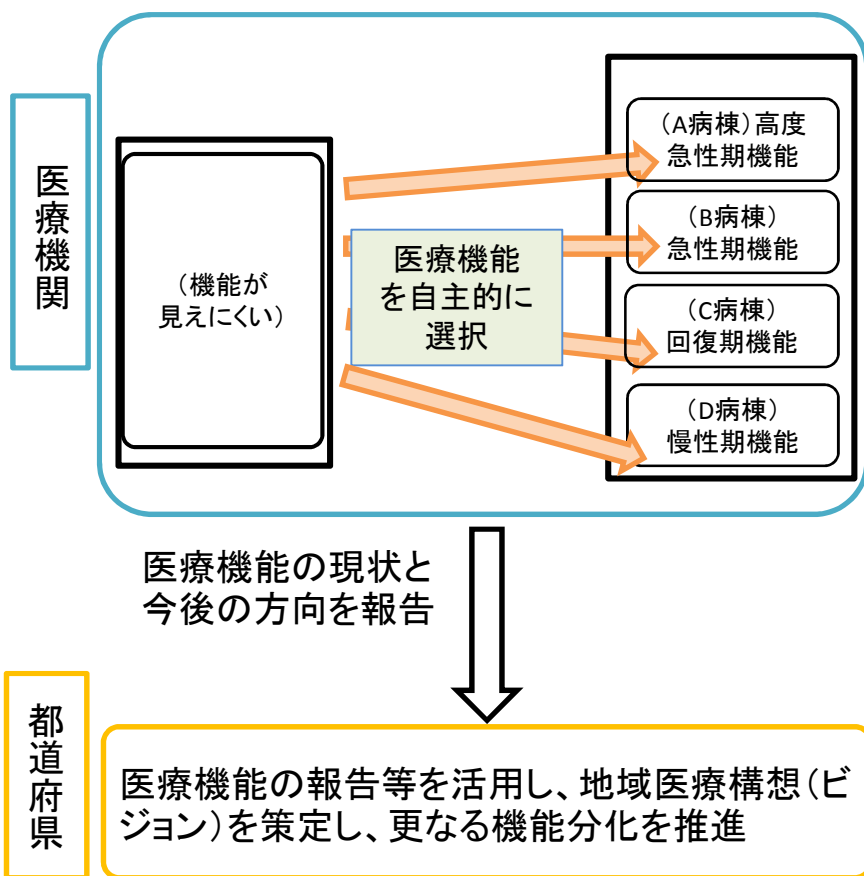 医療機関
（機能が
見えにくい）
医療機能
を自主的に
選択
（A病棟）高度
急性期機能
（B病棟）
急性期機能
（C病棟）
回復期機能
（D病棟）
慢性期機能
医療機能の現状と
今後の方向を報告
都道府県
医療機能の報告等を活用し、地域医療構想（ビ
ジョン）を策定し、更なる機能分化を推進